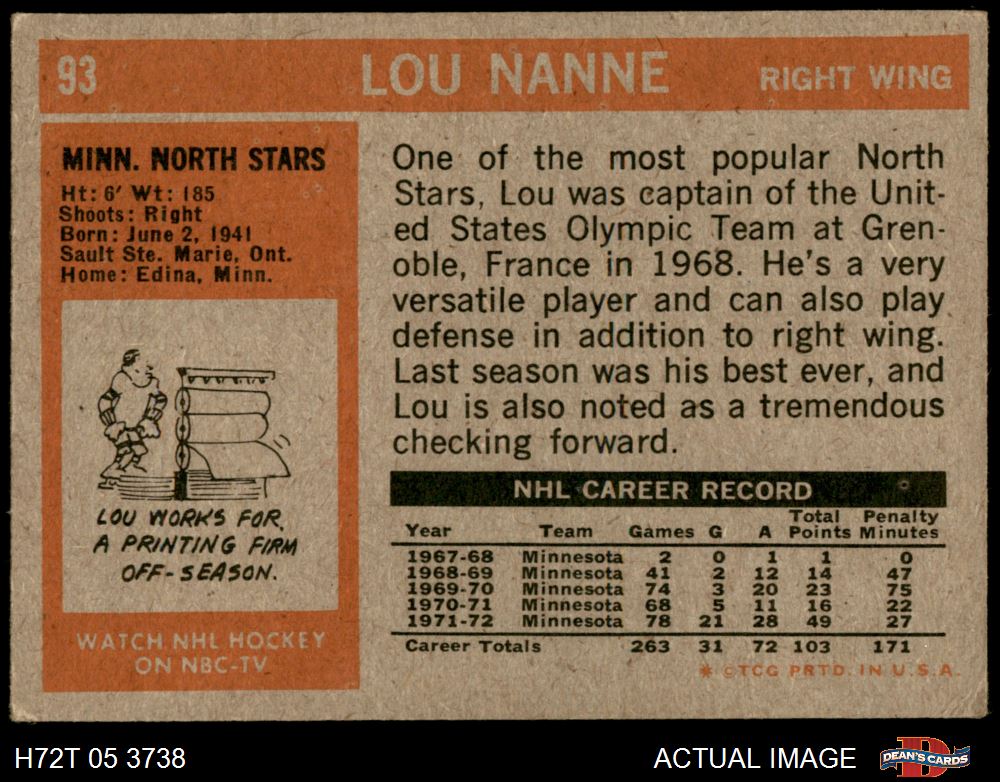 93 LOU NANNE RIGHT WING
MINN. NORTH STARS
Ht: 6' Wt: 185
Shoots: Right
Born: June 2, 1941
Sault Ste. Marie, Ont.
Home: Edina, Minn.
LOU WORKS FOR
A PRINTING FIRM
OFF-SEASON.
WATCH NHL HOCKEY
ON NBC-TV
One of the most popular North
Stars, Lou was captain of the Unit-
ed States Olympic Team at Gren-
oble, France in 1968. He's a very
versatile player and can also play
defense in addition to right wing.
Last season was his best ever, and
Lou is also noted as a tremendous
checking forward.
NHL CAREER RECORD
Year Team Games G A Total Points Penalty Minutes
1967-68 Minnesota 2 0 1 1 0
1968-69 Minnesota 41 2 12 14 47
1969-70 Minnesota 74 3 20 23 75
1970-71 Minnesota 68 5 11 16 22
1971-72 Minnesota 78 21 28 49 27
Career Totals 263 31 72 103 171
* ©TCG PRTD. IN U.S.A.
H72T 05 3738 ACTUAL IMAGE DEAN'S CARDS